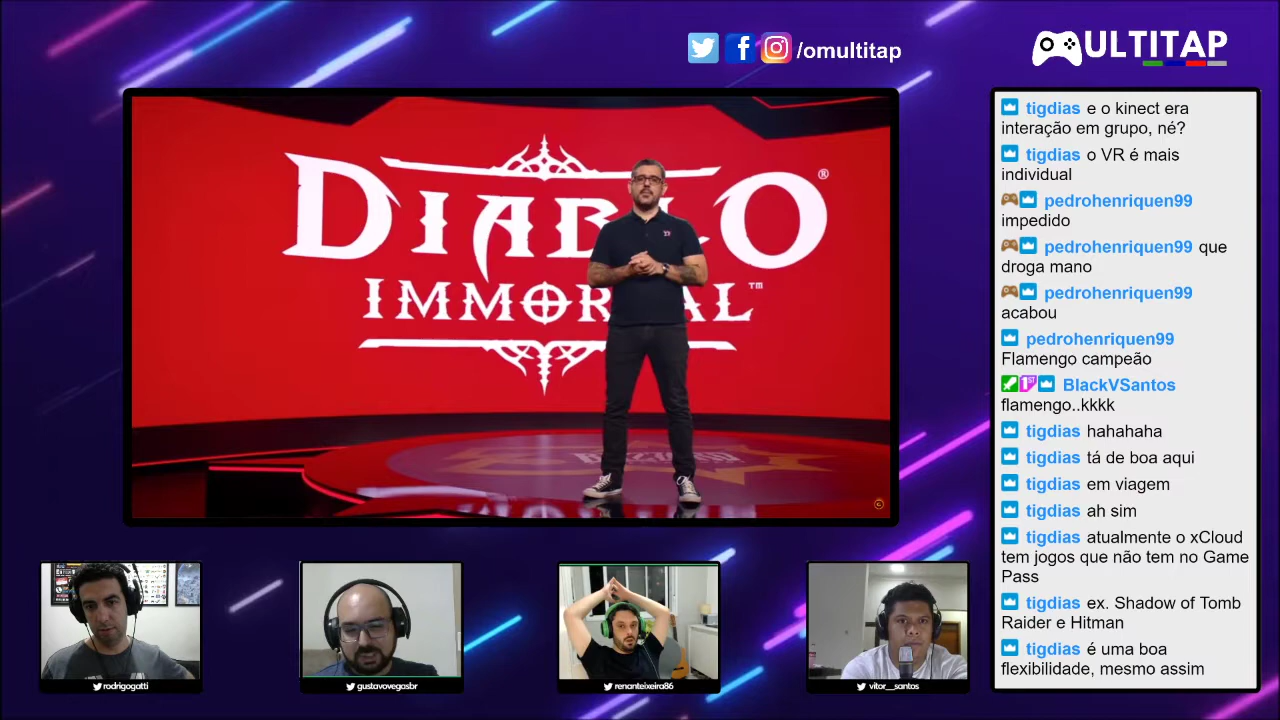 /omultitap
ULTITAP
DIABLO®
IMMORTAL™
BLIZZARD
tigdias e o kinect era
interação em grupo, né?
tigdias o VR é mais
individual
pedrohenriquen99
impedido
pedrohenriquen99 que
droga mano
pedrohenriquen99
acabou
pedrohenriquen99
Flamengo campeão
1ST BlackVSantos
flamengo..kkkk
tigdias hahahaha
tigdias tá de boa aqui
tigdias em viagem
tigdias ah sim
tigdias atualmente o xCloud
tem jogos que não tem no Game
Pass
tigdias ex. Shadow of Tomb
Raider e Hitman
tigdias é uma boa
flexibilidade, mesmo assim
rodrigogatti
gustavovegasbr
renanteixeira86
vitor__santos